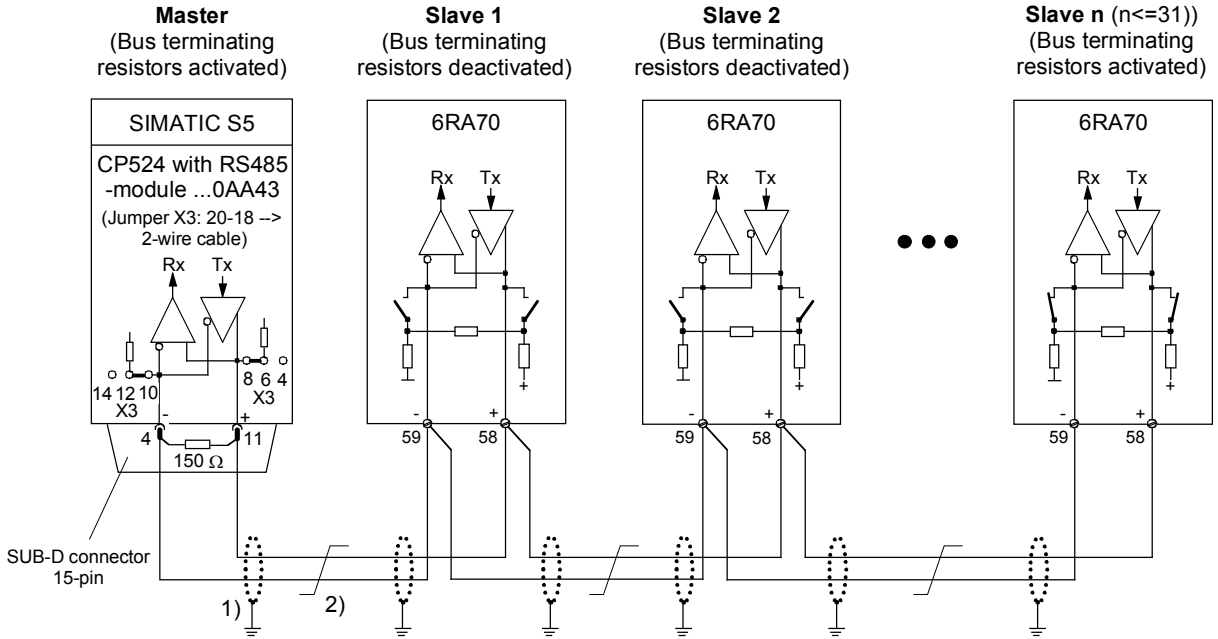 Master
(Bus terminating
resistors activated)
Slave 1
(Bus terminating
resistors deactivated)
Slave 2
(Bus terminating
resistors deactivated)
Slave n (n<=31))
(Bus terminating
resistors activated)
SIMATIC S5
CP524 with RS485
-module ...0AA43
(Jumper X3: 20-18 -->
2-wire cable)
Rx Tx
14 12 10
X3
8 6 4
X3
- +
4 11
150 Ω
SUB-D connector
15-pin
6RA70
Rx Tx
+
- +
59 58
6RA70
Rx Tx
+
- +
59 58
6RA70
Rx Tx
+
- +
59 58
1) 2)